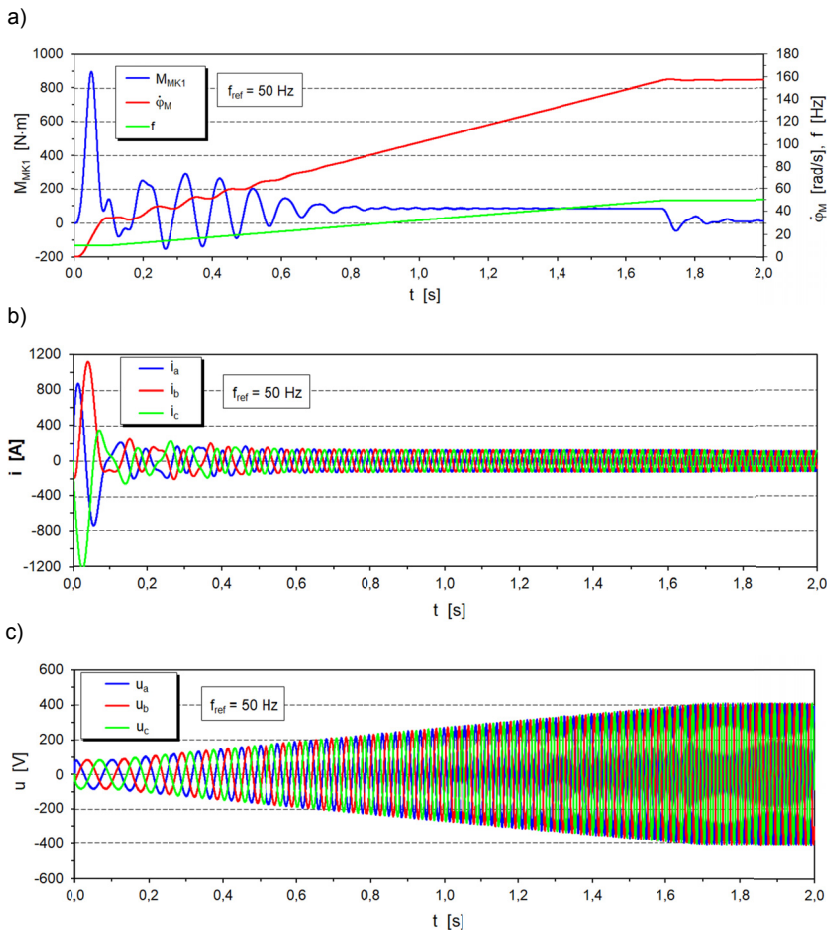 a)
1000
800
600
400
200
0
-200
M_MK1 [N·m]
M_MK1
φ̇_M
f
f_ref = 50 Hz
180
160
140
120
100
80
60
40
20
0
φ̇_M [rad/s], f [Hz]
0,0 0,2 0,4 0,6 0,8 1,0 1,2 1,4 1,6 1,8 2,0
t [s]
b)
1200
800
400
0
-400
-800
-1200
i [A]
i_a
i_b
i_c
f_ref = 50 Hz
0,0 0,2 0,4 0,6 0,8 1,0 1,2 1,4 1,6 1,8 2,0
t [s]
c)
600
400
200
0
-200
-400
-600
u [V]
u_a
u_b
u_c
f_ref = 50 Hz
0,0 0,2 0,4 0,6 0,8 1,0 1,2 1,4 1,6 1,8 2,0
t [s]